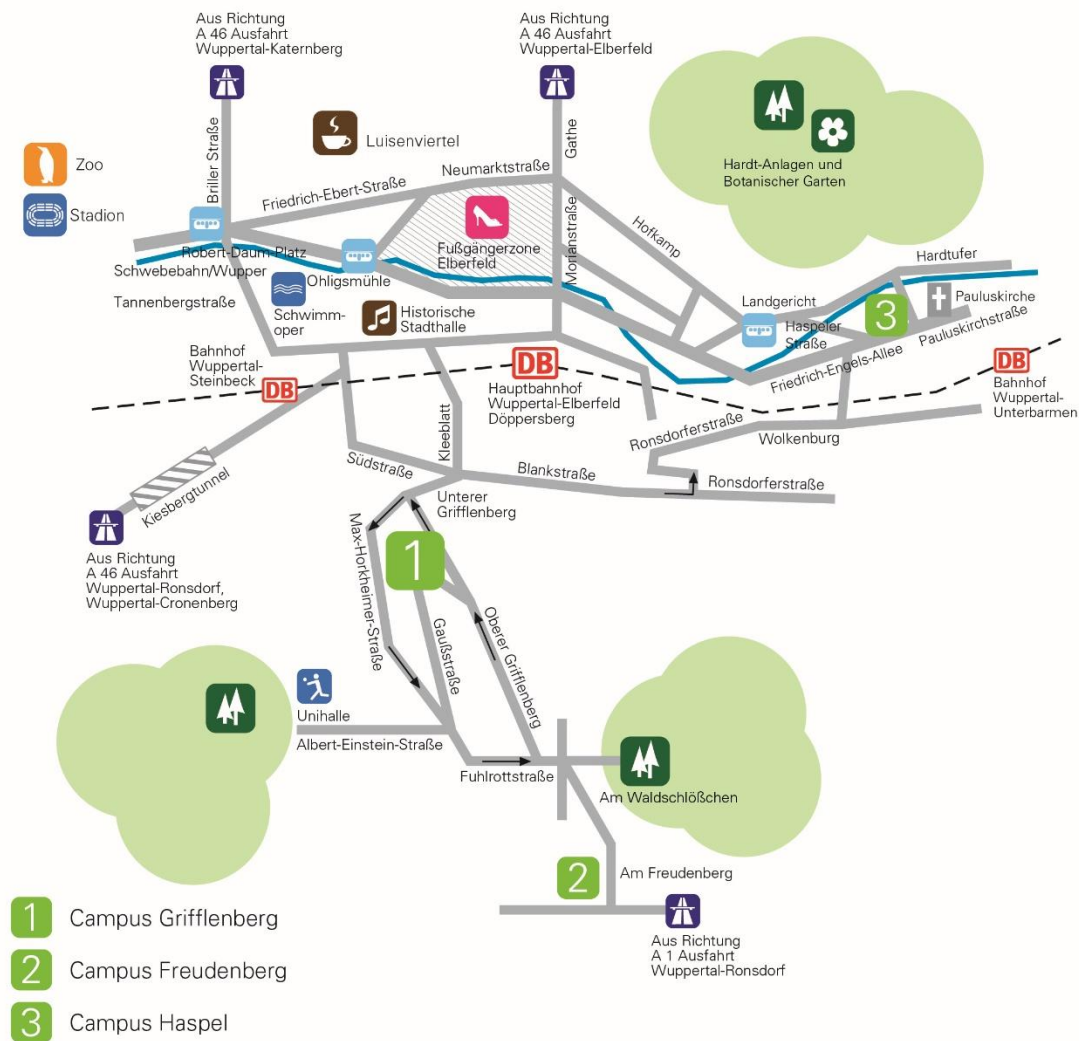 Aus Richtung
A 46 Ausfahrt
Wuppertal-Katernberg
Aus Richtung
A 46 Ausfahrt
Wuppertal-Elberfeld
Briller Straße
Luisenviertel
Gathe
Zoo
Stadion
Hardt-Anlagen und
Botanischer Garten
Friedrich-Ebert-Straße
Neumarktstraße
Hofkamp
Morianstraße
Fußgängerzone
Elberfeld
Robert-Daum-Platz
Schwebebahn/Wupper
Ohligsmühle
Hardtufer
Tannenbergstraße
Schwimm-
oper
Historische
Stadthalle
Landgericht
Haspeler
Straße
3
Pauluskirche
Pauluskirchstraße
Friedrich-Engels-Allee
Bahnhof
Wuppertal-
Steinbeck
DB
DB
Hauptbahnhof
Wuppertal-Elberfeld
Döppersberg
DB
Bahnhof
Wuppertal-
Unterbarmen
Kleeblatt
Ronsdorferstraße
Wolkenburg
Südstraße
Blankstraße
Ronsdorferstraße
Kiesbergtunnel
Unterer
Grifflenberg
Aus Richtung
A 46 Ausfahrt
Wuppertal-Ronsdorf,
Wuppertal-Cronenberg
1
Max-Horkheimer-Straße
Gaußstraße
Oberer Grifflenberg
Unihalle
Albert-Einstein-Straße
Fuhlrottstraße
Am Waldschlößchen
2
Am Freudenberg
Aus Richtung
A 1 Ausfahrt
Wuppertal-Ronsdorf
1 Campus Grifflenberg
2 Campus Freudenberg
3 Campus Haspel